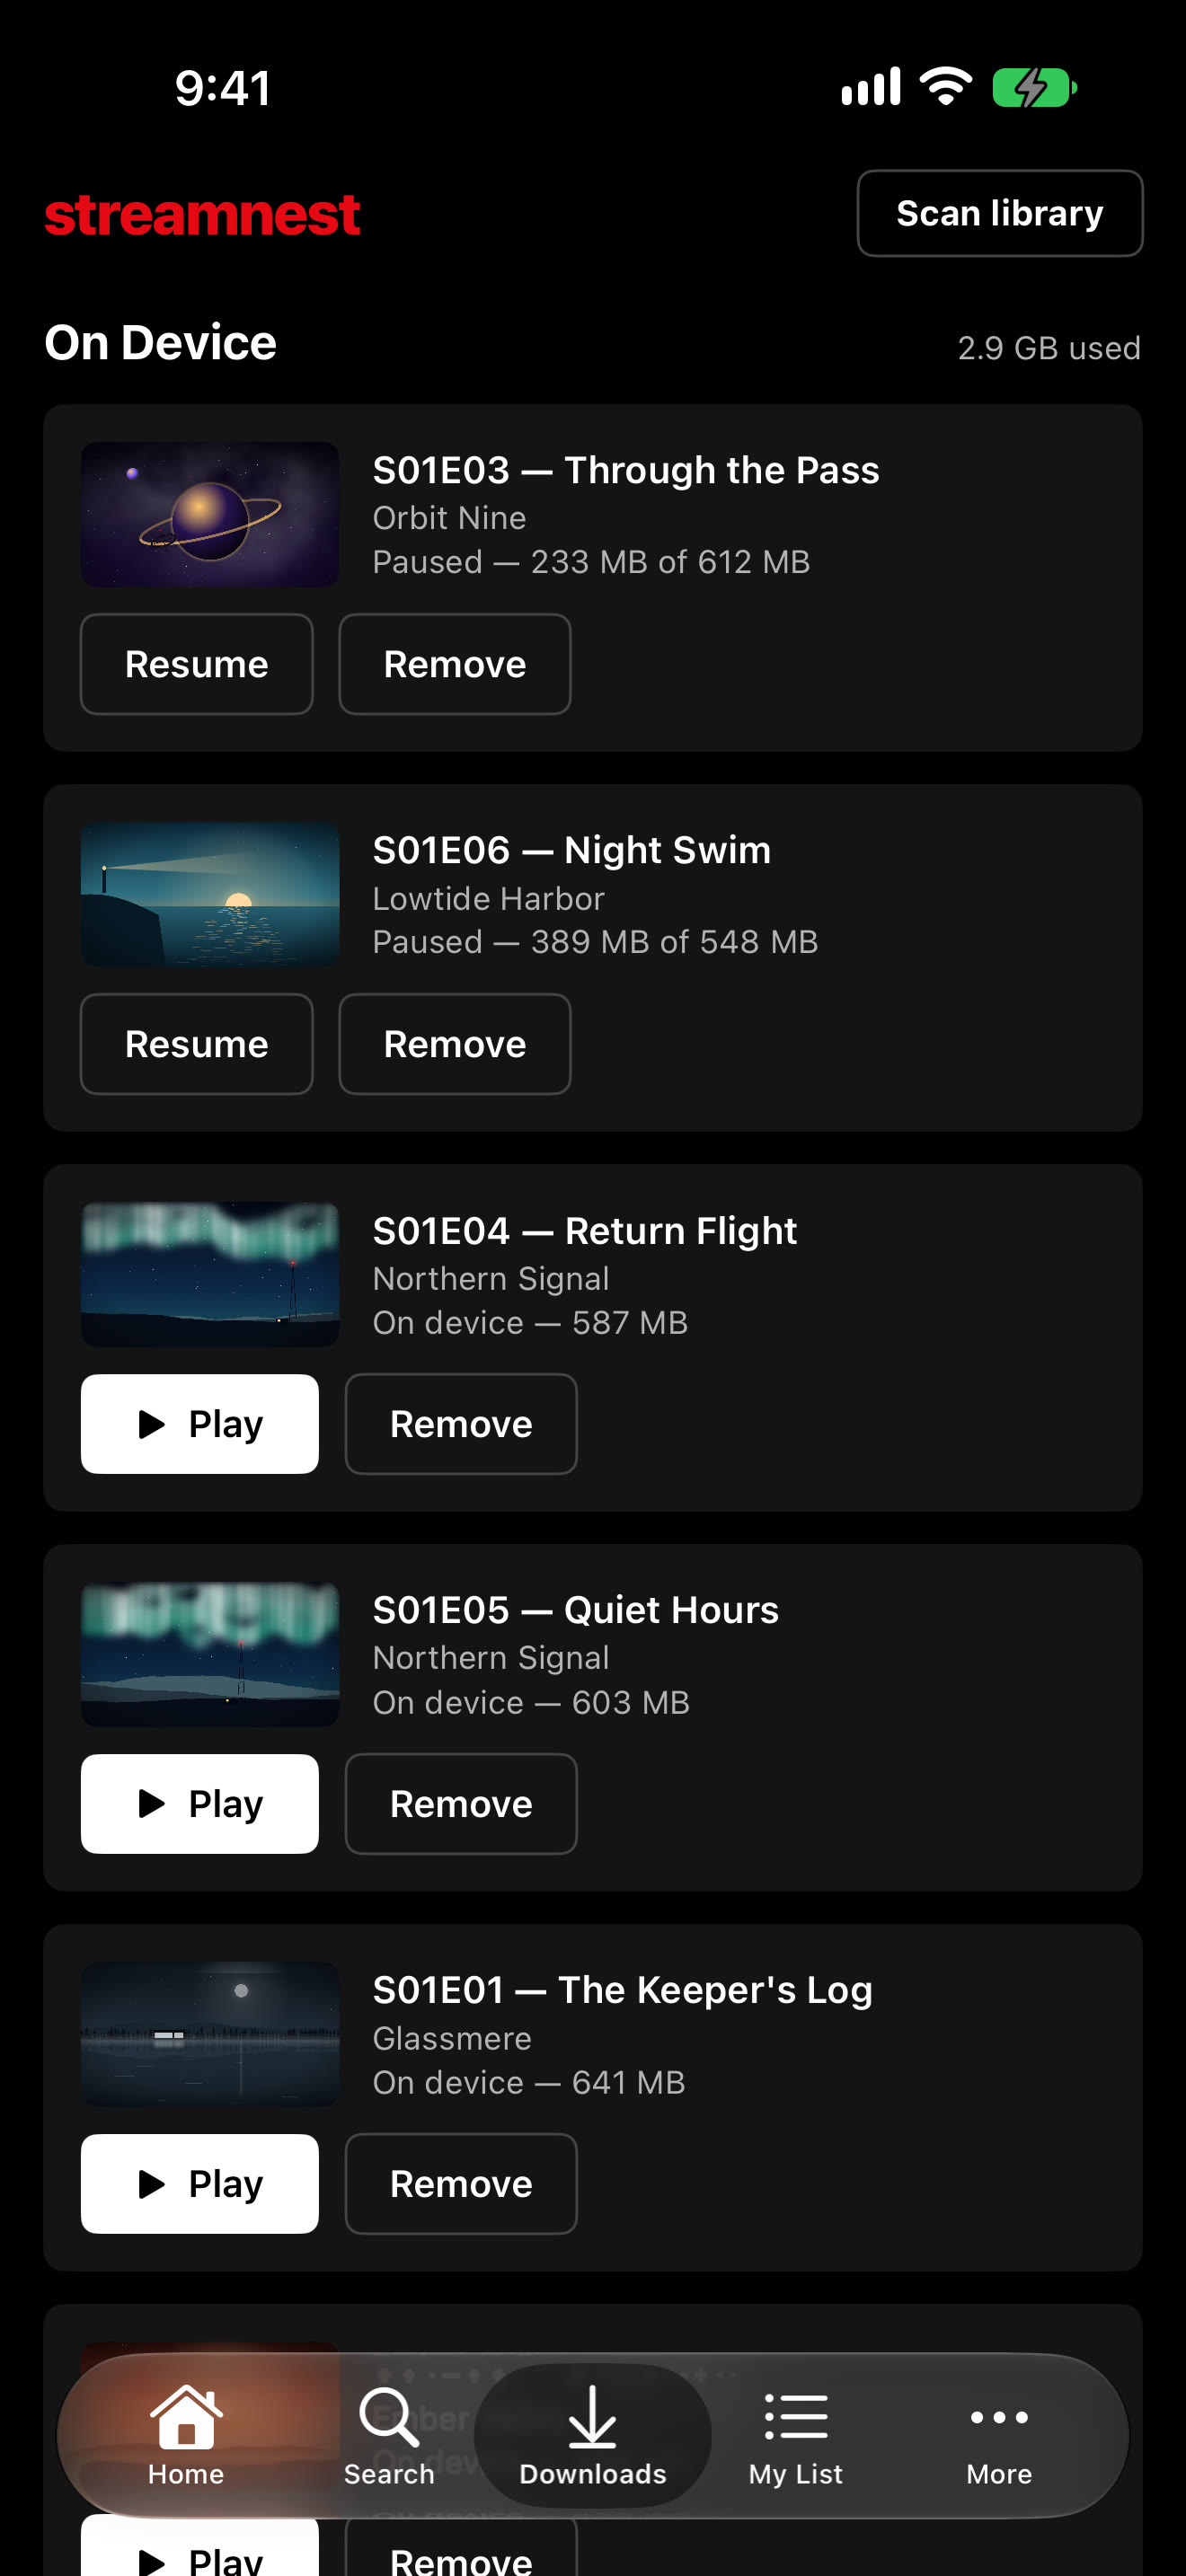 9:41
streamnest
Scan library
On Device
2.9 GB used
S01E03 — Through the Pass
Orbit Nine
Paused — 233 MB of 612 MB
Resume
Remove
S01E06 — Night Swim
Lowtide Harbor
Paused — 389 MB of 548 MB
Resume
Remove
S01E04 — Return Flight
Northern Signal
On device — 587 MB
Play
Remove
S01E05 — Quiet Hours
Northern Signal
On device — 603 MB
Play
Remove
S01E01 — The Keeper's Log
Glassmere
On device — 641 MB
Play
Remove
Ember
Home
Search
Downloads
My List
More
Play
Remove